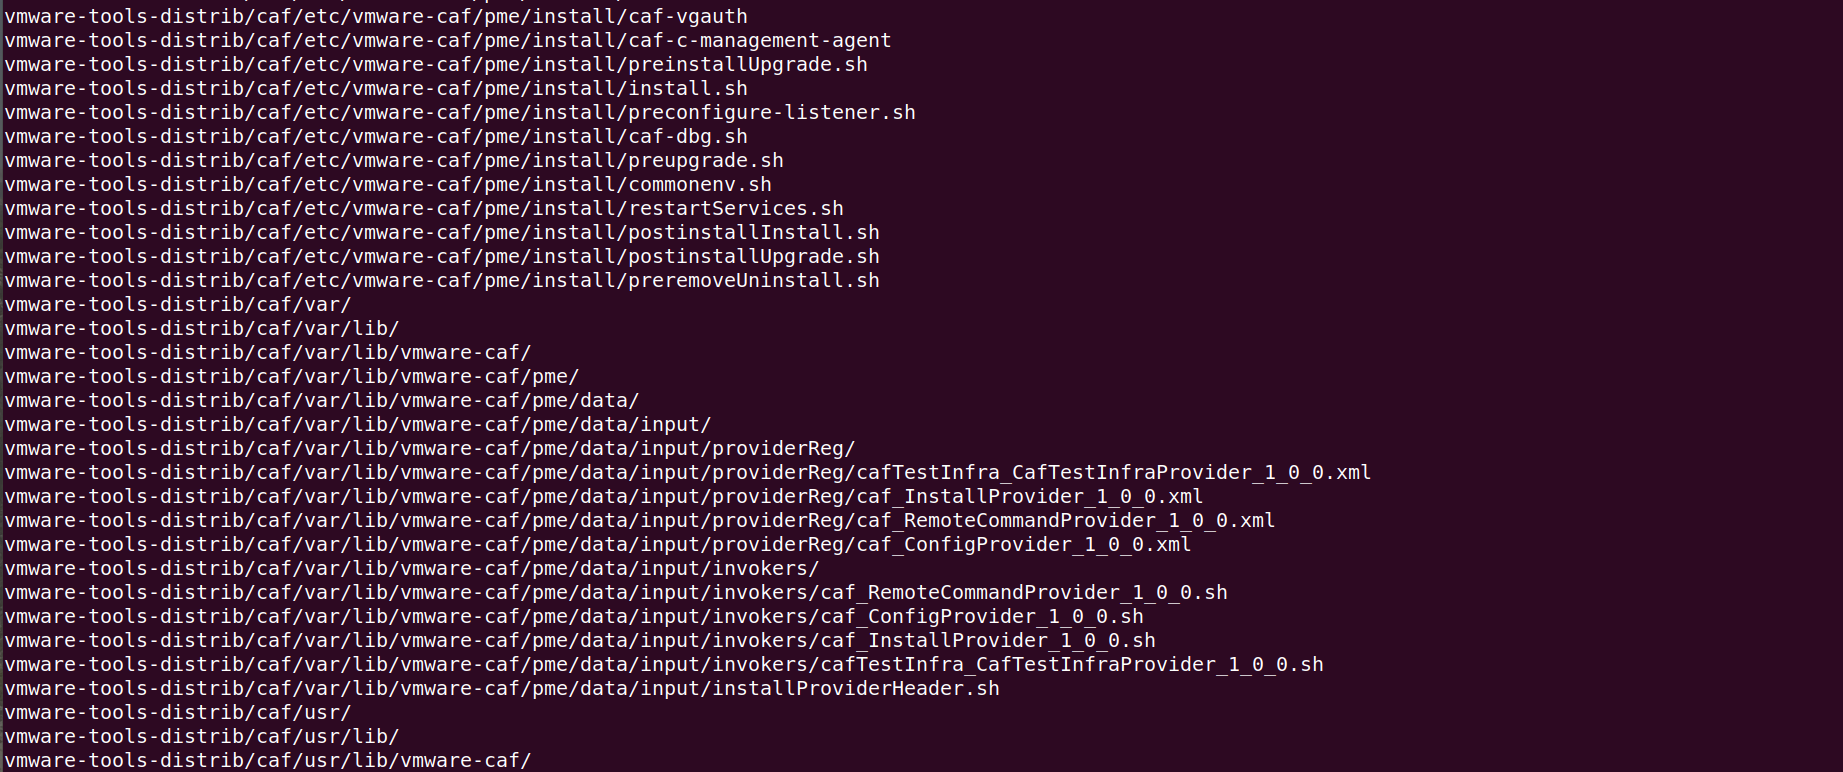 vmware-tools-distrib/caf/etc/vmware-caf/pme/install/caf-vgauth
vmware-tools-distrib/caf/etc/vmware-caf/pme/install/caf-c-management-agent
vmware-tools-distrib/caf/etc/vmware-caf/pme/install/preinstallUpgrade.sh
vmware-tools-distrib/caf/etc/vmware-caf/pme/install/install.sh
vmware-tools-distrib/caf/etc/vmware-caf/pme/install/preconfigure-listener.sh
vmware-tools-distrib/caf/etc/vmware-caf/pme/install/caf-dbg.sh
vmware-tools-distrib/caf/etc/vmware-caf/pme/install/preupgrade.sh
vmware-tools-distrib/caf/etc/vmware-caf/pme/install/commonenv.sh
vmware-tools-distrib/caf/etc/vmware-caf/pme/install/restartServices.sh
vmware-tools-distrib/caf/etc/vmware-caf/pme/install/postinstallInstall.sh
vmware-tools-distrib/caf/etc/vmware-caf/pme/install/postinstallUpgrade.sh
vmware-tools-distrib/caf/etc/vmware-caf/pme/install/preremoveUninstall.sh
vmware-tools-distrib/caf/var/
vmware-tools-distrib/caf/var/lib/
vmware-tools-distrib/caf/var/lib/vmware-caf/
vmware-tools-distrib/caf/var/lib/vmware-caf/pme/
vmware-tools-distrib/caf/var/lib/vmware-caf/pme/data/
vmware-tools-distrib/caf/var/lib/vmware-caf/pme/data/input/
vmware-tools-distrib/caf/var/lib/vmware-caf/pme/data/input/providerReg/
vmware-tools-distrib/caf/var/lib/vmware-caf/pme/data/input/providerReg/cafTestInfra_CafTestInfraProvider_1_0_0.xml
vmware-tools-distrib/caf/var/lib/vmware-caf/pme/data/input/providerReg/caf_InstallProvider_1_0_0.xml
vmware-tools-distrib/caf/var/lib/vmware-caf/pme/data/input/providerReg/caf_RemoteCommandProvider_1_0_0.xml
vmware-tools-distrib/caf/var/lib/vmware-caf/pme/data/input/providerReg/caf_ConfigProvider_1_0_0.xml
vmware-tools-distrib/caf/var/lib/vmware-caf/pme/data/input/invokers/
vmware-tools-distrib/caf/var/lib/vmware-caf/pme/data/input/invokers/caf_RemoteCommandProvider_1_0_0.sh
vmware-tools-distrib/caf/var/lib/vmware-caf/pme/data/input/invokers/caf_ConfigProvider_1_0_0.sh
vmware-tools-distrib/caf/var/lib/vmware-caf/pme/data/input/invokers/caf_InstallProvider_1_0_0.sh
vmware-tools-distrib/caf/var/lib/vmware-caf/pme/data/input/invokers/cafTestInfra_CafTestInfraProvider_1_0_0.sh
vmware-tools-distrib/caf/var/lib/vmware-caf/pme/data/input/installProviderHeader.sh
vmware-tools-distrib/caf/usr/
vmware-tools-distrib/caf/usr/lib/
vmware-tools-distrib/caf/usr/lib/vmware-caf/